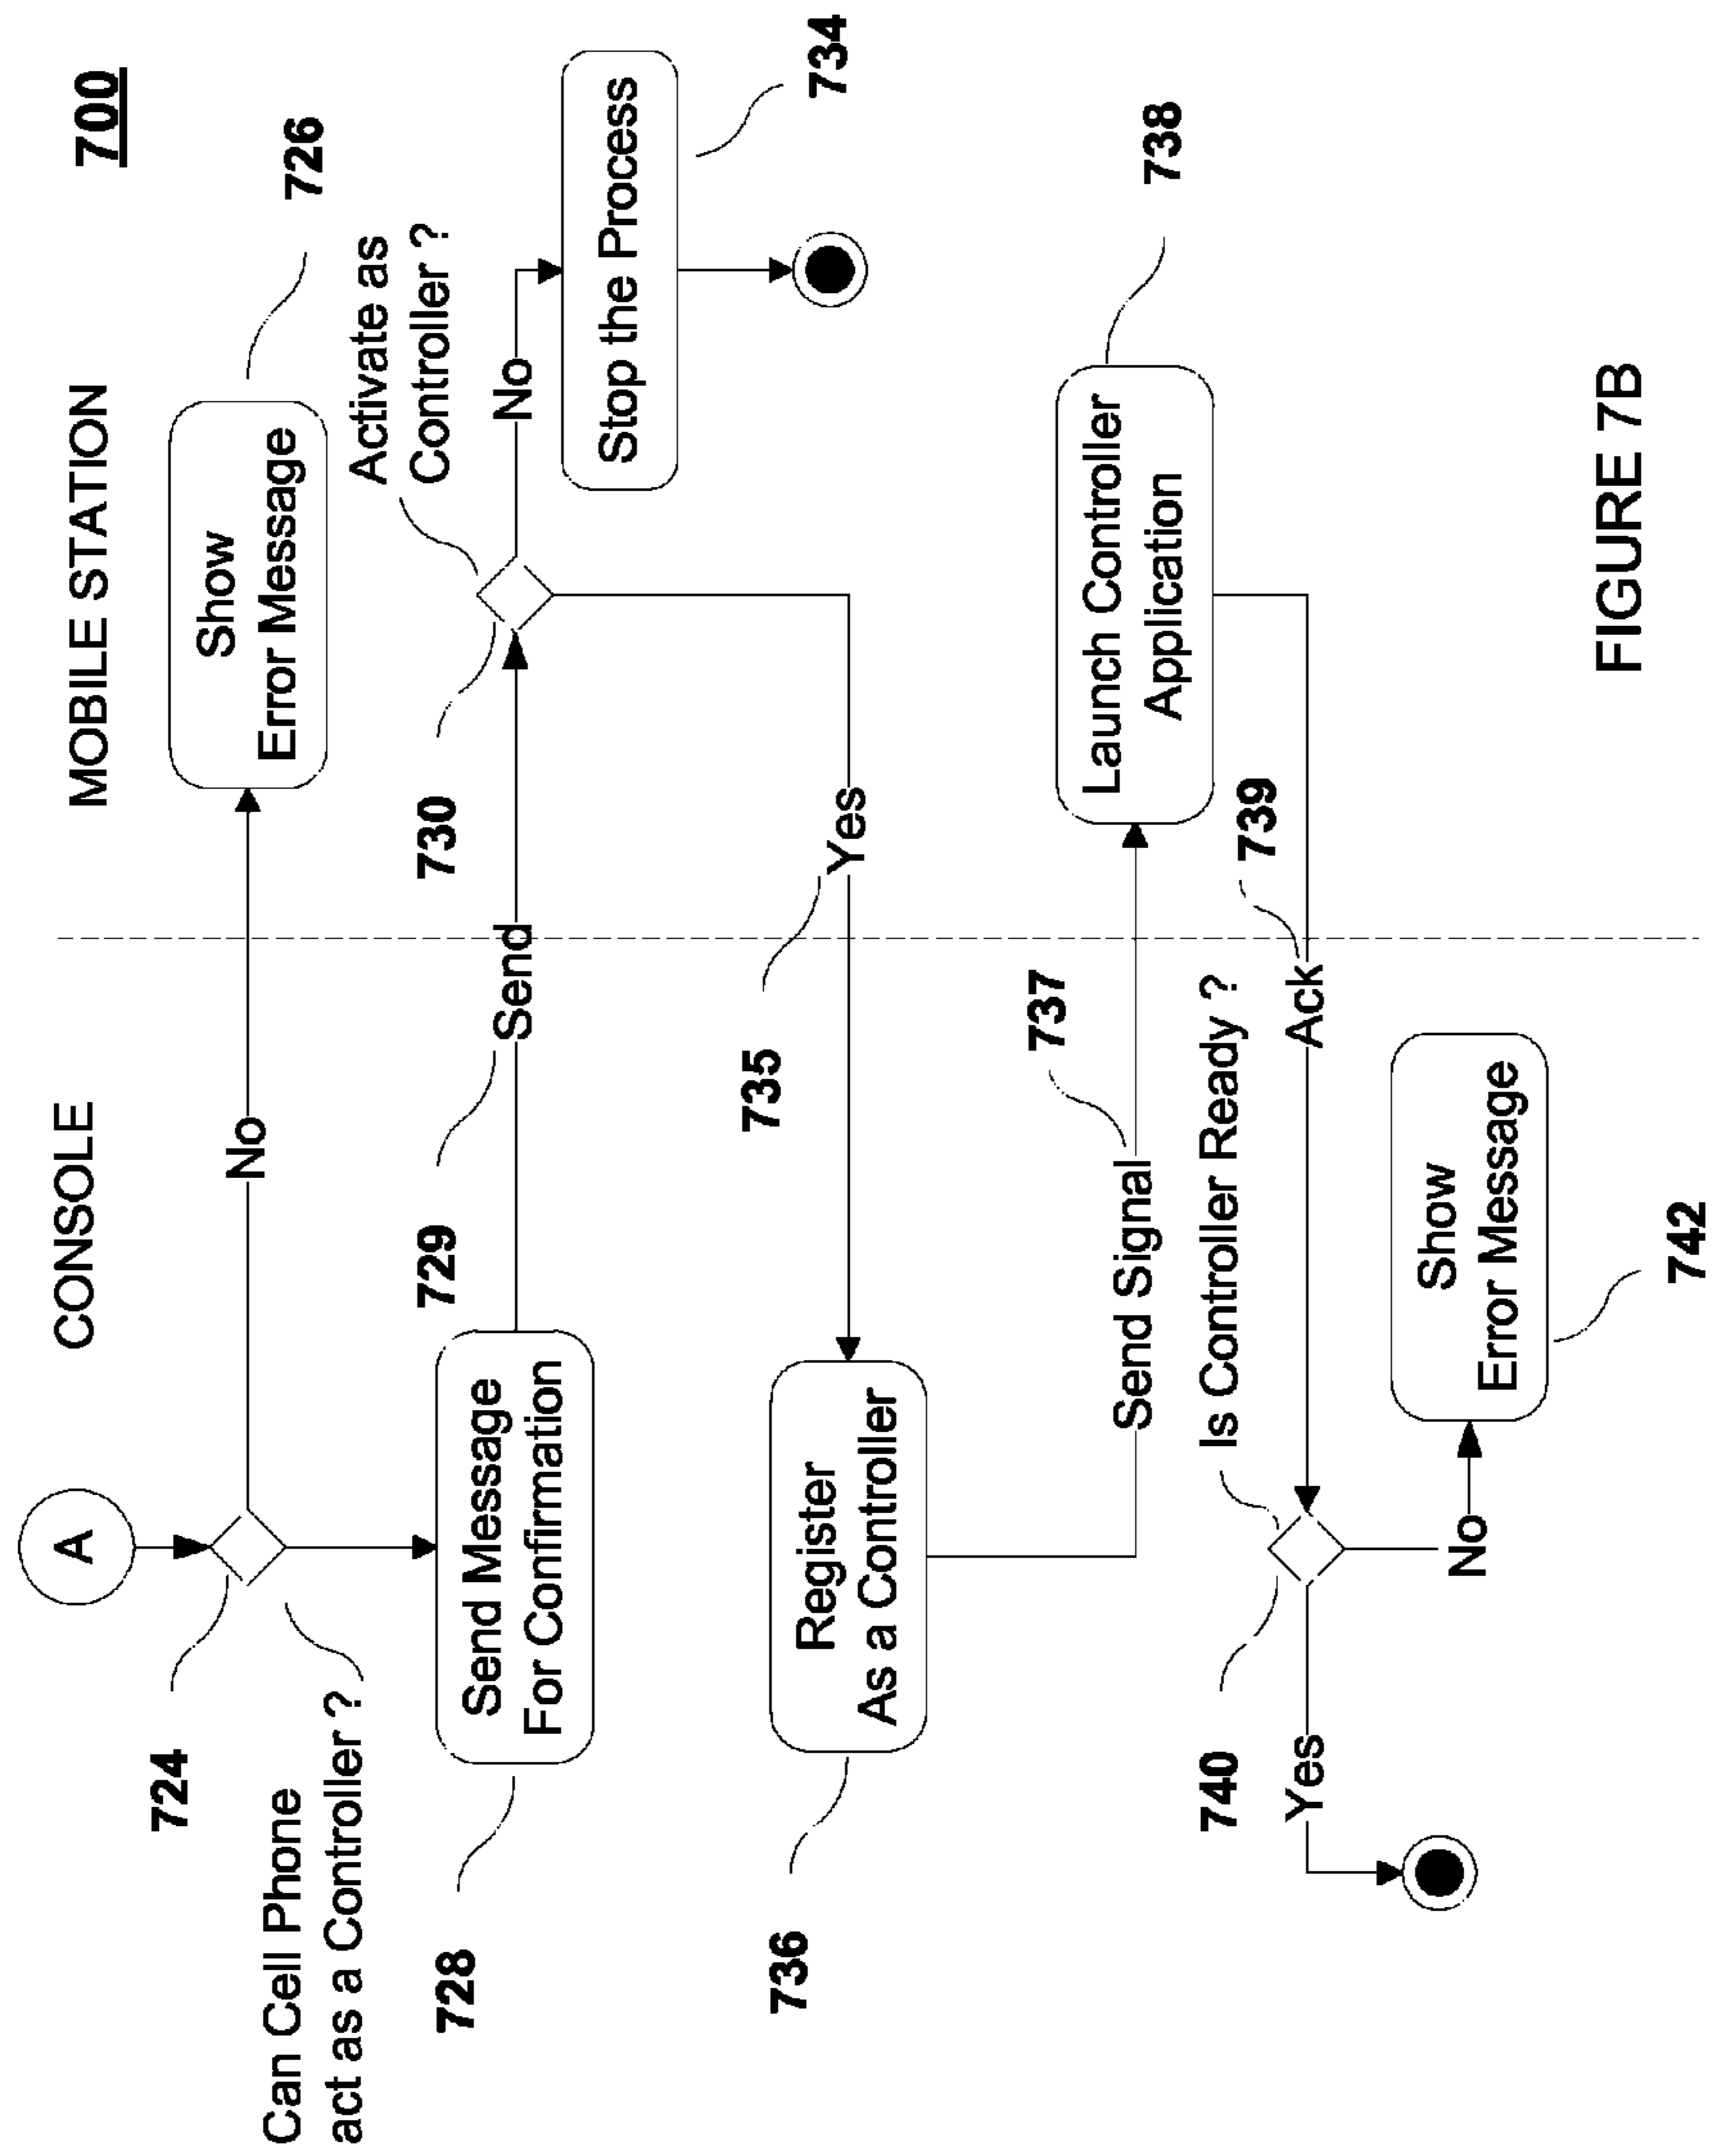 700
CONSOLE
MOBILE STATION
A
724
No
Show
Error Message
726
Can Cell Phone
act as a Controller ?
Activate as
Controller ?
728
Send Message
For Confirmation
729
Send
730
No
Stop the Process
734
735
Yes
736
Register
As a Controller
737
Send Signal
Launch Controller
Application
738
Is Controller Ready ?
739
Ack
740
Yes
No
Show
Error Message
742
FIGURE 7B